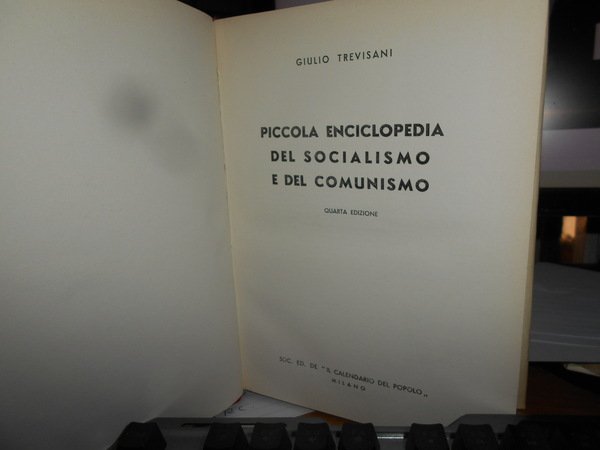 GIULIO TREVISANI
PICCOLA ENCICLOPEDIA
DEL SOCIALISMO
E DEL COMUNISMO
QUARTA EDIZIONE
SOC. ED. DE "IL CALENDARIO DEL POPOLO„
MILANO